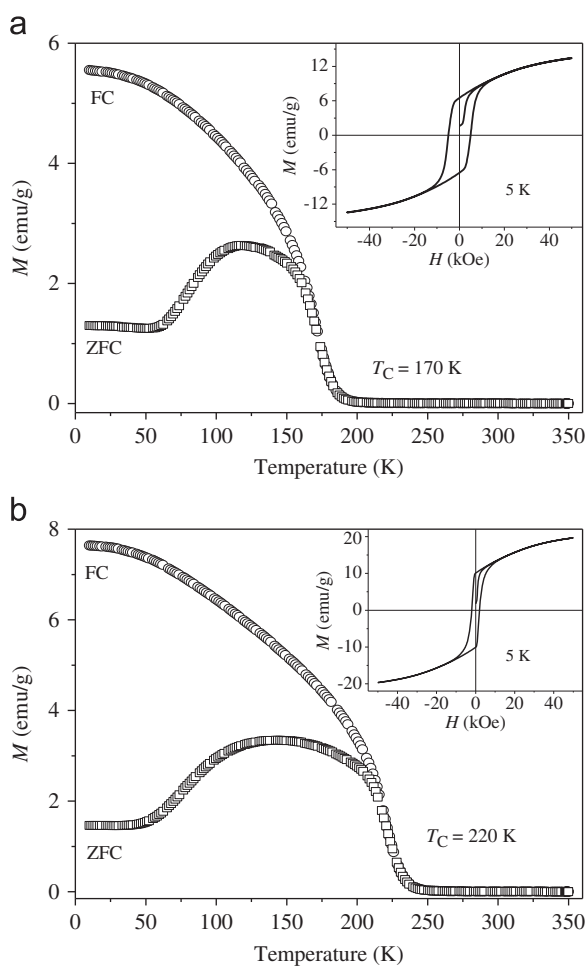 a
6
4
2
0
M (emu/g)
FC
ZFC
T_C = 170 K
0 50 100 150 200 250 300 350
Temperature (K)
12
6
0
-6
-12
M (emu/g)
5 K
-40 -20 0 20 40
H (kOe)
b
8
6
4
2
0
M (emu/g)
FC
ZFC
T_C = 220 K
0 50 100 150 200 250 300 350
Temperature (K)
20
10
0
-10
-20
M (emu/g)
5 K
-40 -20 0 20 40
H (kOe)